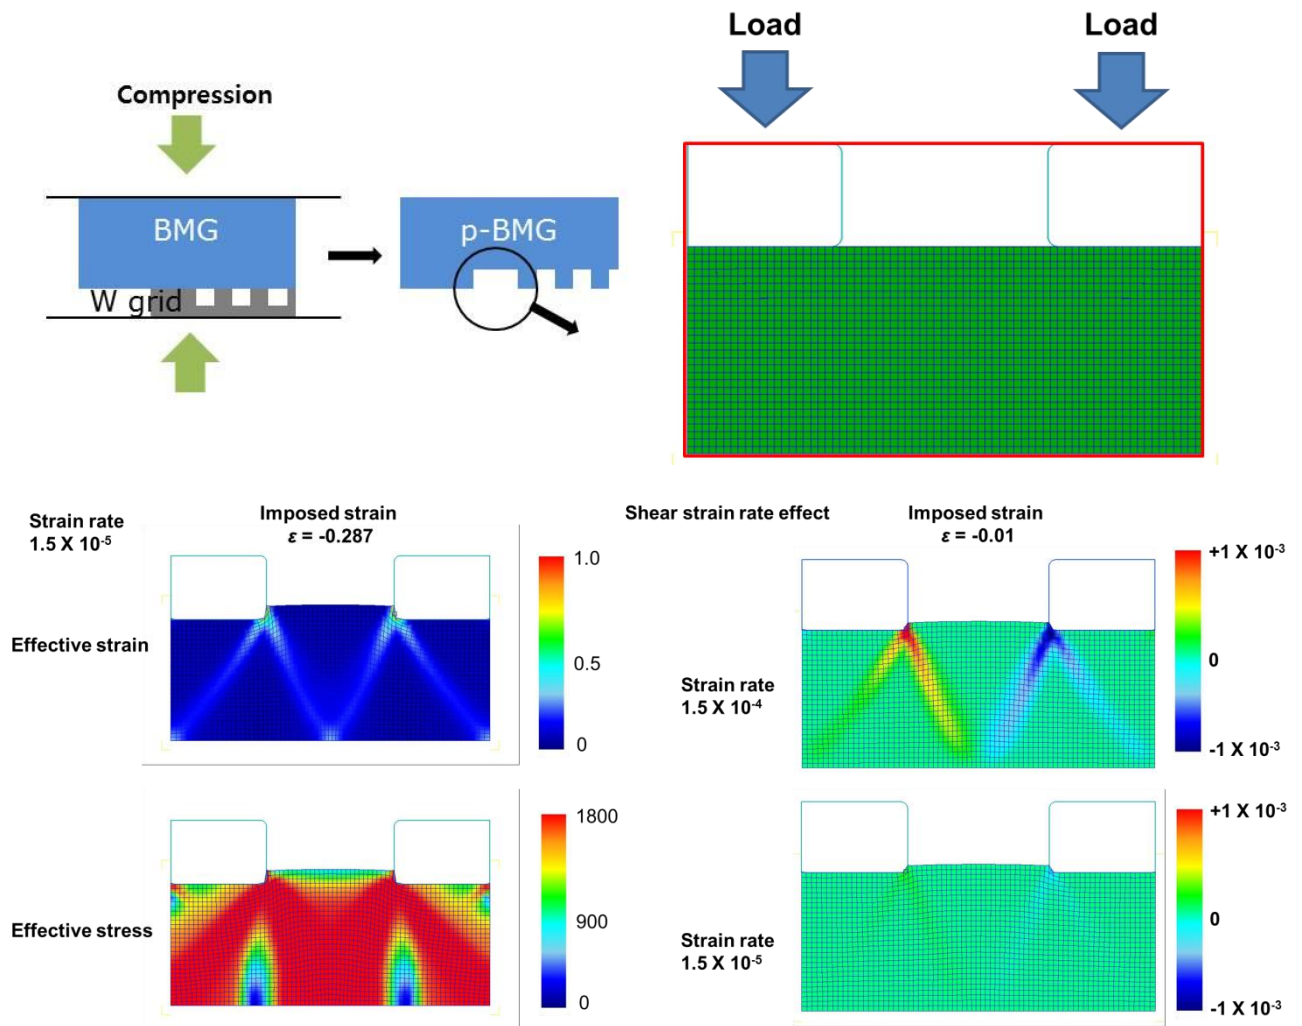 Load
Load
Compression
BMG
W grid
p-BMG
Strain rate
1.5 X 10⁻⁵
Imposed strain
ε = -0.287
Effective strain
1.0
0.5
0
Effective stress
1800
900
0
Shear strain rate effect
Imposed strain
ε = -0.01
Strain rate
1.5 X 10⁻⁴
+1 X 10⁻³
0
-1 X 10⁻³
Strain rate
1.5 X 10⁻⁵
+1 X 10⁻³
0
-1 X 10⁻³